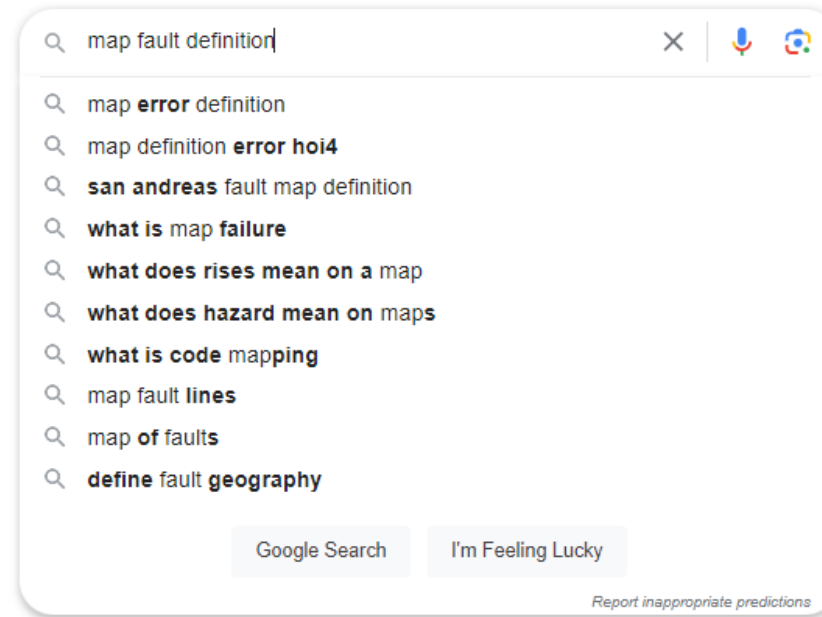 map fault definition
map error definition
map definition error hoi4
san andreas fault map definition
what is map failure
what does rises mean on a map
what does hazard mean on maps
what is code mapping
map fault lines
map of faults
define fault geography
Google Search I'm Feeling Lucky
Report inappropriate predictions